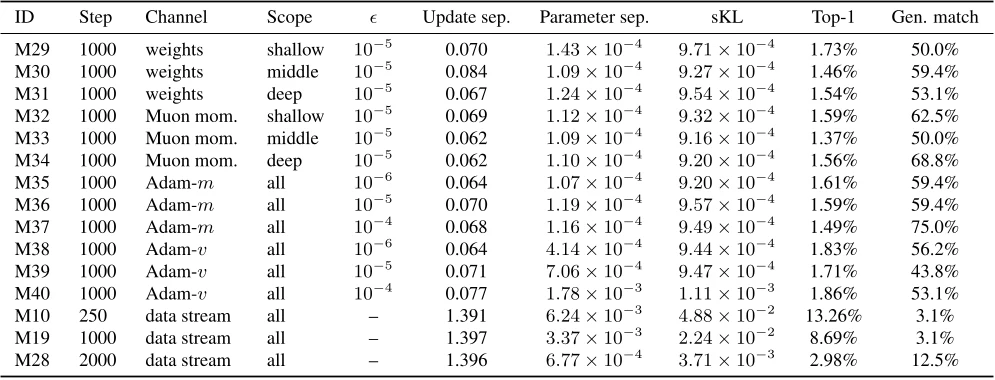 ID Step Channel Scope ϵ Update sep. Parameter sep. sKL Top-1 Gen. match
M29 1000 weights shallow 10⁻⁵ 0.070 1.43 × 10⁻⁴ 9.71 × 10⁻⁴ 1.73% 50.0%
M30 1000 weights middle 10⁻⁵ 0.084 1.09 × 10⁻⁴ 9.27 × 10⁻⁴ 1.46% 59.4%
M31 1000 weights deep 10⁻⁵ 0.067 1.24 × 10⁻⁴ 9.54 × 10⁻⁴ 1.54% 53.1%
M32 1000 Muon mom. shallow 10⁻⁵ 0.069 1.12 × 10⁻⁴ 9.32 × 10⁻⁴ 1.59% 62.5%
M33 1000 Muon mom. middle 10⁻⁵ 0.062 1.09 × 10⁻⁴ 9.16 × 10⁻⁴ 1.37% 50.0%
M34 1000 Muon mom. deep 10⁻⁵ 0.062 1.10 × 10⁻⁴ 9.20 × 10⁻⁴ 1.56% 68.8%
M35 1000 Adam-m all 10⁻⁶ 0.064 1.07 × 10⁻⁴ 9.20 × 10⁻⁴ 1.61% 59.4%
M36 1000 Adam-m all 10⁻⁵ 0.070 1.19 × 10⁻⁴ 9.57 × 10⁻⁴ 1.59% 59.4%
M37 1000 Adam-m all 10⁻⁴ 0.068 1.16 × 10⁻⁴ 9.49 × 10⁻⁴ 1.49% 75.0%
M38 1000 Adam-v all 10⁻⁶ 0.064 4.14 × 10⁻⁴ 9.44 × 10⁻⁴ 1.83% 56.2%
M39 1000 Adam-v all 10⁻⁵ 0.071 7.06 × 10⁻⁴ 9.47 × 10⁻⁴ 1.71% 43.8%
M40 1000 Adam-v all 10⁻⁴ 0.077 1.78 × 10⁻³ 1.11 × 10⁻³ 1.86% 53.1%
M10 250 data stream all – 1.391 6.24 × 10⁻³ 4.88 × 10⁻² 13.26% 3.1%
M19 1000 data stream all – 1.397 3.37 × 10⁻³ 2.24 × 10⁻² 8.69% 3.1%
M28 2000 data stream all – 1.396 6.77 × 10⁻⁴ 3.71 × 10⁻³ 2.98% 12.5%